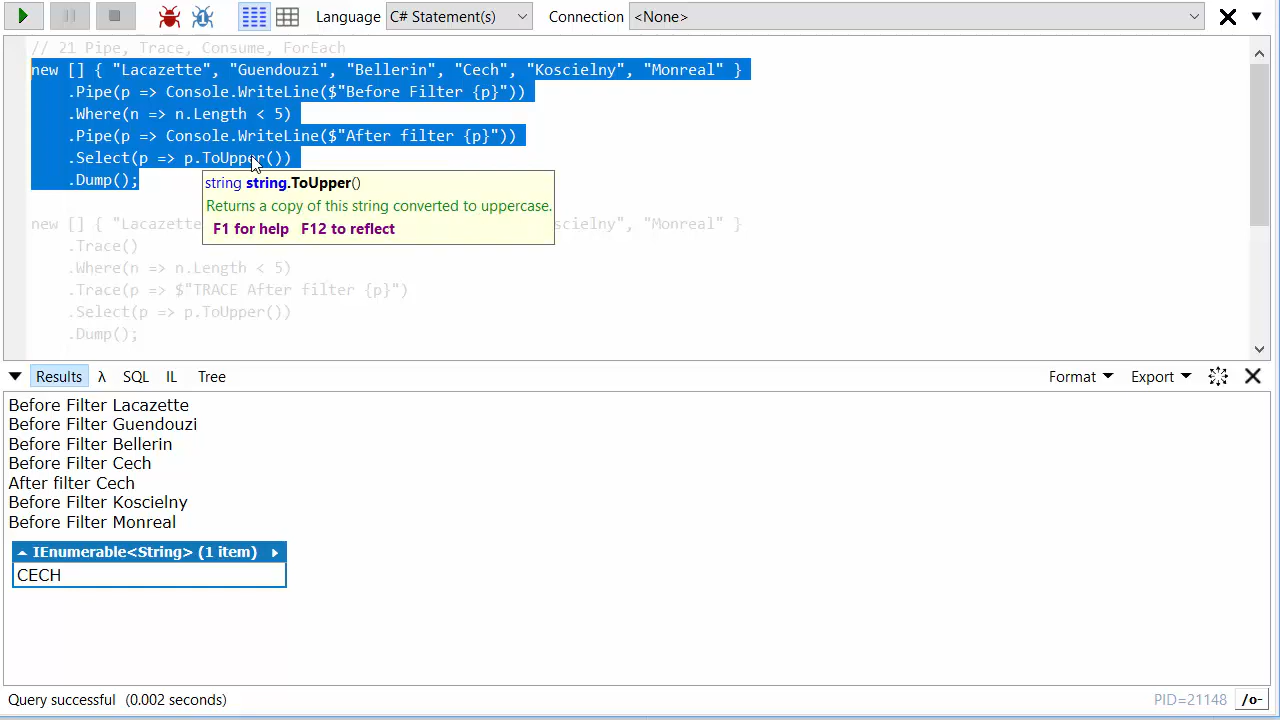 Language C# Statement(s) Connection <None>
// 21 Pipe, Trace, Consume, ForEach
new [] { "Lacazette", "Guendouzi", "Bellerin", "Cech", "Koscielny", "Monreal" }
.Pipe(p => Console.WriteLine($"Before Filter {p}"))
.Where(n => n.Length < 5)
.Pipe(p => Console.WriteLine($"After filter {p}"))
.Select(p => p.ToUpper())
.Dump();
string string.ToUpper()
Returns a copy of this string converted to uppercase.
F1 for help F12 to reflect
new [] { "Lacazette scielny", "Monreal" }
.Trace()
.Where(n => n.Length < 5)
.Trace(p => $"TRACE After filter {p}")
.Select(p => p.ToUpper())
.Dump();
Results λ SQL IL Tree Format Export
Before Filter Lacazette
Before Filter Guendouzi
Before Filter Bellerin
Before Filter Cech
After filter Cech
Before Filter Koscielny
Before Filter Monreal
IEnumerable<String> (1 item)
CECH
Query successful (0.002 seconds) PID=21148 /o-